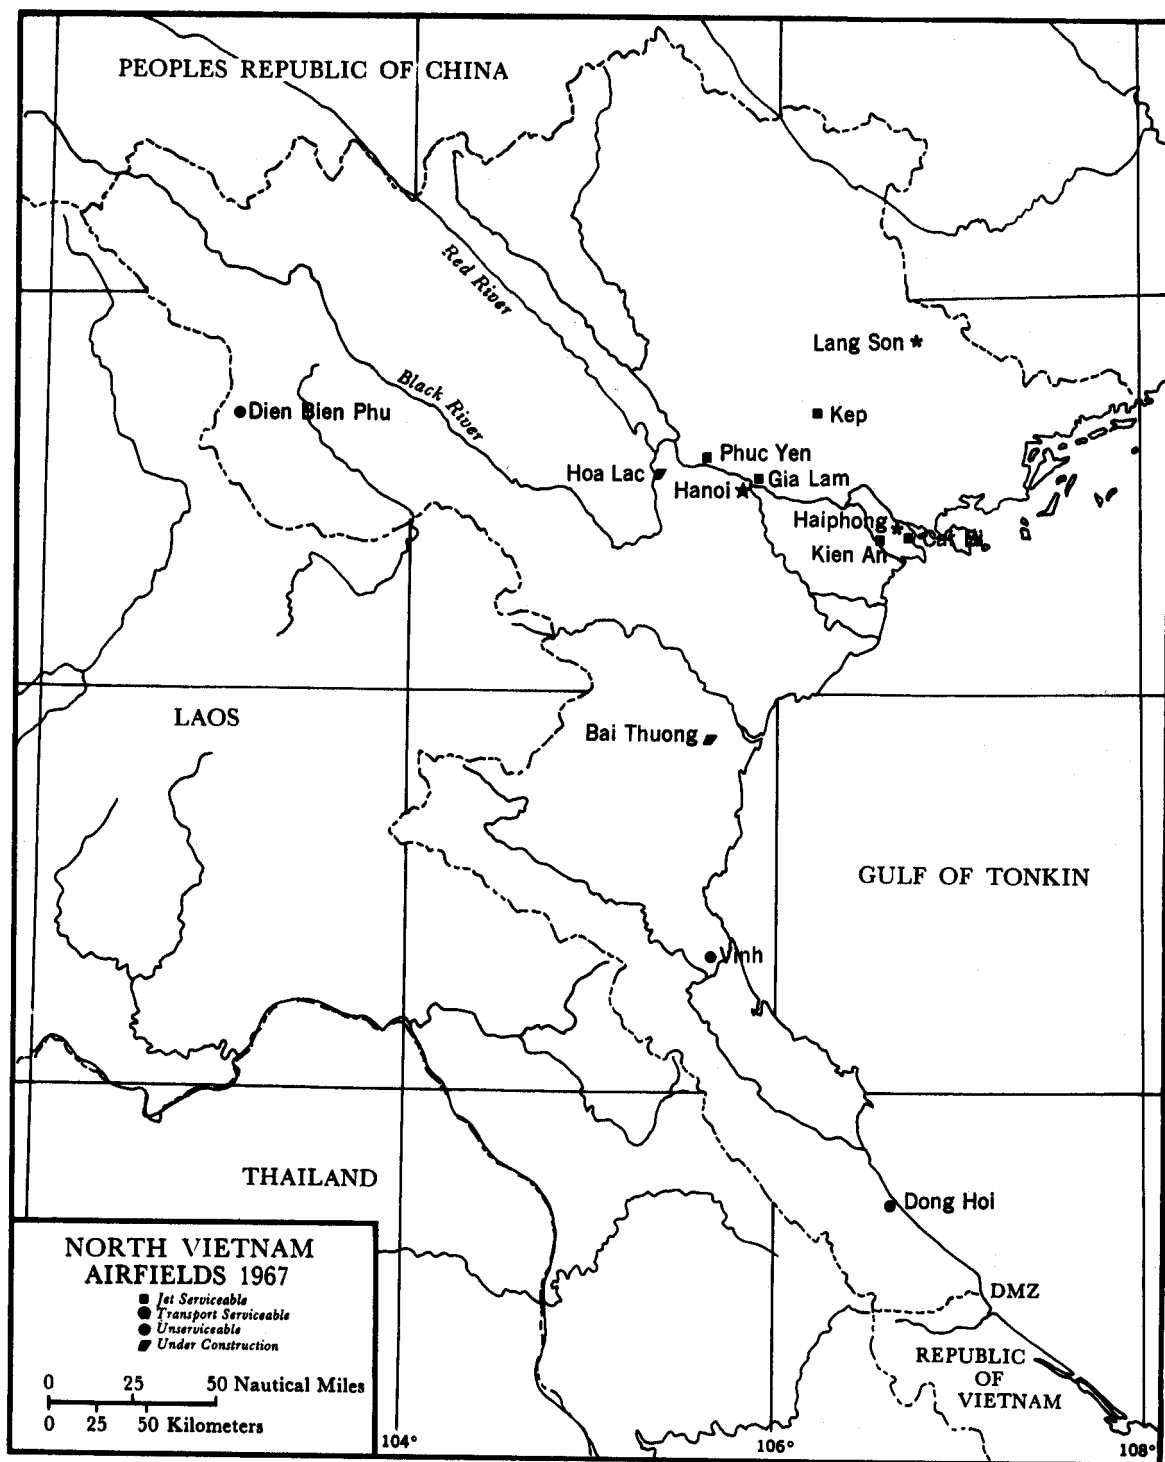 PEOPLES REPUBLIC OF CHINA
Red River
Lang Son
Black River
Dien Bien Phu
Kep
Phuc Yen
Hoa Lac
Gia Lam
Hanoi
Haiphong
Cat Bi
Kien An
LAOS
Bai Thuong
GULF OF TONKIN
Vinh
THAILAND
Dong Hoi
NORTH VIETNAM
AIRFIELDS 1967
Jet Serviceable
Transport Serviceable
Unserviceable
Under Construction
0 25 50 Nautical Miles
0 25 50 Kilometers
DMZ
REPUBLIC
OF
VIETNAM
104° 106° 108°